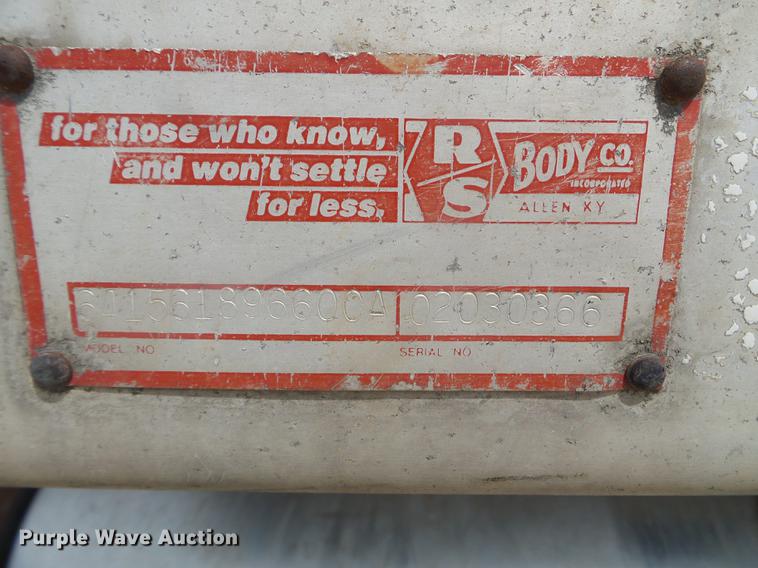 for those who know,
and won't settle
for less.
R/S
BODY CO.
INCORPORATED
ALLEN KY
02030366
MODEL NO
SERIAL NO
Purple Wave Auction